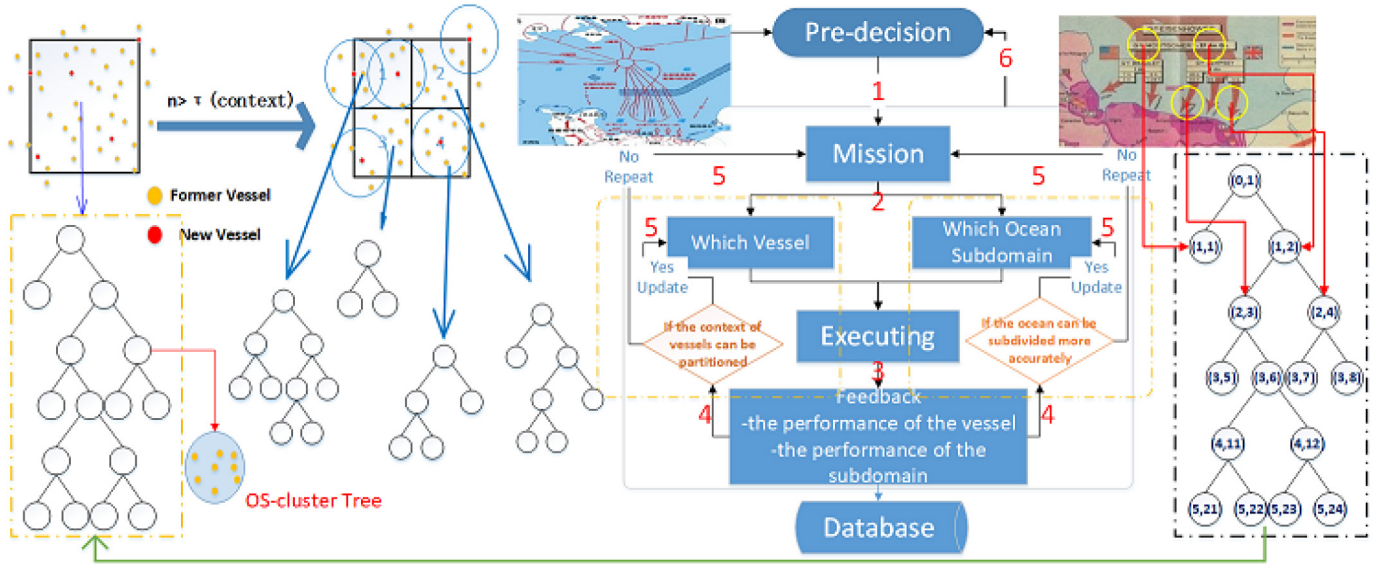 Pre-decision
6
1
n> τ (context)
1
2
3
4
Mission
No
Repeat
No
Repeat
5
5
2
Former Vessel
New Vessel
5
Which Vessel
Which Ocean
Subdomain
5
Yes
Update
Yes
Update
If the context of
vessels can be
partitioned
Executing
If the ocean can be
subdivided more
accurately
3
4
4
Feedback
-the performance of the vessel
-the performance of the
subdomain
Database
OS-cluster Tree
(0,1)
(1,1)
(1,2)
(2,3)
(2,4)
(3,5)
(3,6)
(3,7)
(3,8)
4,11)
4,12)
5,21)
5,22
5,23)
5,24)